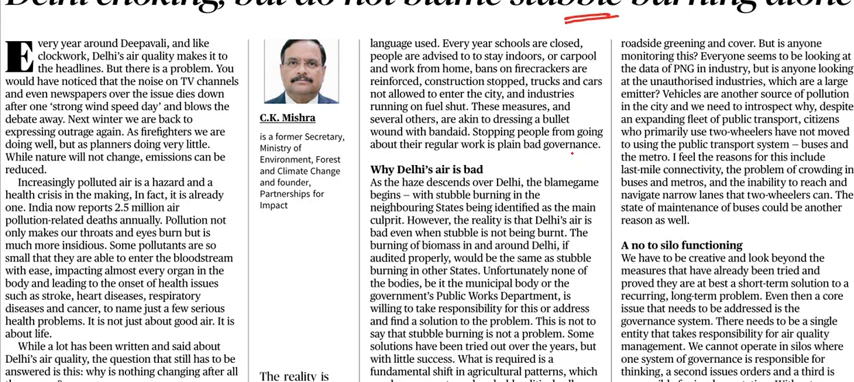 Delhi choking, but do not blame stubble burning alone
Every year around Deepavali, and like
clockwork, Delhi's air quality makes it to
the headlines. But there is a problem. You
would have noticed that the noise on TV channels
and even newspapers over the issue dies down
after one 'strong wind speed day' and blows the
debate away. Next winter we are back to
expressing outrage again. As firefighters we are
doing well, but as planners doing very little.
While nature will not change, emissions can be
reduced.
Increasingly polluted air is a hazard and a
health crisis in the making, In fact, it is already
one. India now reports 2.5 million air
pollution-related deaths annually. Pollution not
only makes our throats and eyes burn but is
much more insidious. Some pollutants are so
small that they are able to enter the bloodstream
with ease, impacting almost every organ in the
body and leading to the onset of health issues
such as stroke, heart diseases, respiratory
diseases and cancer, to name just a few serious
health problems. It is not just about good air. It is
about life.
While a lot has been written and said about
Delhi's air quality, the question that still has to be
answered is this: why is nothing changing after all
C.K. Mishra
is a former Secretary,
Ministry of
Environment, Forest
and Climate Change
and founder,
Partnerships for
Impact
The reality is
language used. Every year schools are closed,
people are advised to to stay indoors, or carpool
and work from home, bans on firecrackers are
reinforced, construction stopped, trucks and cars
not allowed to enter the city, and industries
running on fuel shut. These measures, and
several others, are akin to dressing a bullet
wound with bandaid. Stopping people from going
about their regular work is plain bad governance.
Why Delhi's air is bad
As the haze descends over Delhi, the blamegame
begins – with stubble burning in the
neighbouring States being identified as the main
culprit. However, the reality is that Delhi's air is
bad even when stubble is not being burnt. The
burning of biomass in and around Delhi, if
audited properly, would be the same as stubble
burning in other States. Unfortunately none of
the bodies, be it the municipal body or the
government's Public Works Department, is
willing to take responsibility for this or address
and find a solution to the problem. This is not to
say that stubble burning is not a problem. Some
solutions have been tried out over the years, but
with little success. What is required is a
fundamental shift in agricultural patterns, which
roadside greening and cover. But is anyone
monitoring this? Everyone seems to be looking at
the data of PNG in industry, but is anyone looking
at the unauthorised industries, which are a large
emitter? Vehicles are another source of pollution
in the city and we need to introspect why, despite
an expanding fleet of public transport, citizens
who primarily use two-wheelers have not moved
to using the public transport system – buses and
the metro. I feel the reasons for this include
last-mile connectivity, the problem of crowding in
buses and metros, and the inability to reach and
navigate narrow lanes that two-wheelers can. The
state of maintenance of buses could be another
reason as well.
A no to silo functioning
We have to be creative and look beyond the
measures that have already been tried and
proved they are at best a short-term solution to a
recurring, long-term problem. Even then a core
issue that needs to be addressed is the
governance system. There needs to be a single
entity that takes responsibility for air quality
management. We cannot operate in silos where
one system of governance is responsible for
thinking, a second issues orders and a third is